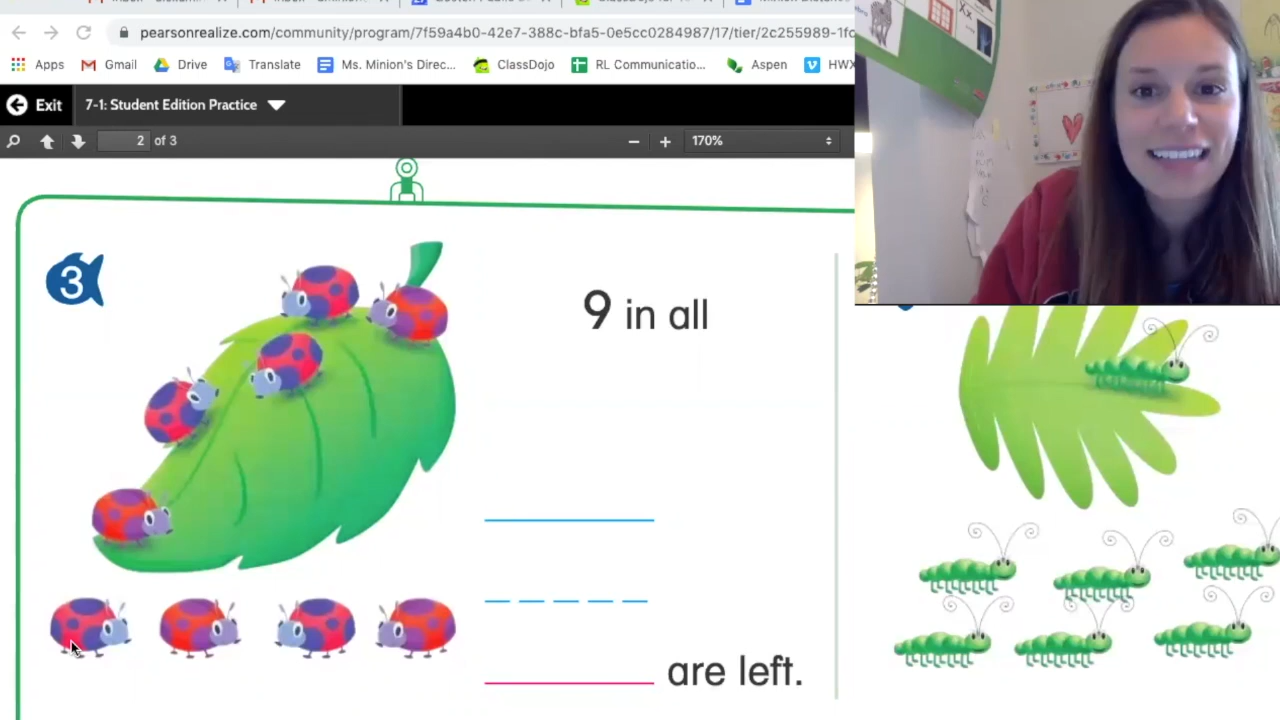 pearsonrealize.com/community/program/7f59a4b0-42e7-388c-bfa5-0e5cc0284987/17/tier/2c255989-1fc
Apps Gmail Drive Translate Ms. Minion's Direc... ClassDojo RL Communicatio... Aspen HWX
Exit 7-1: Student Edition Practice
2 of 3 170%
3
9 in all
are left.